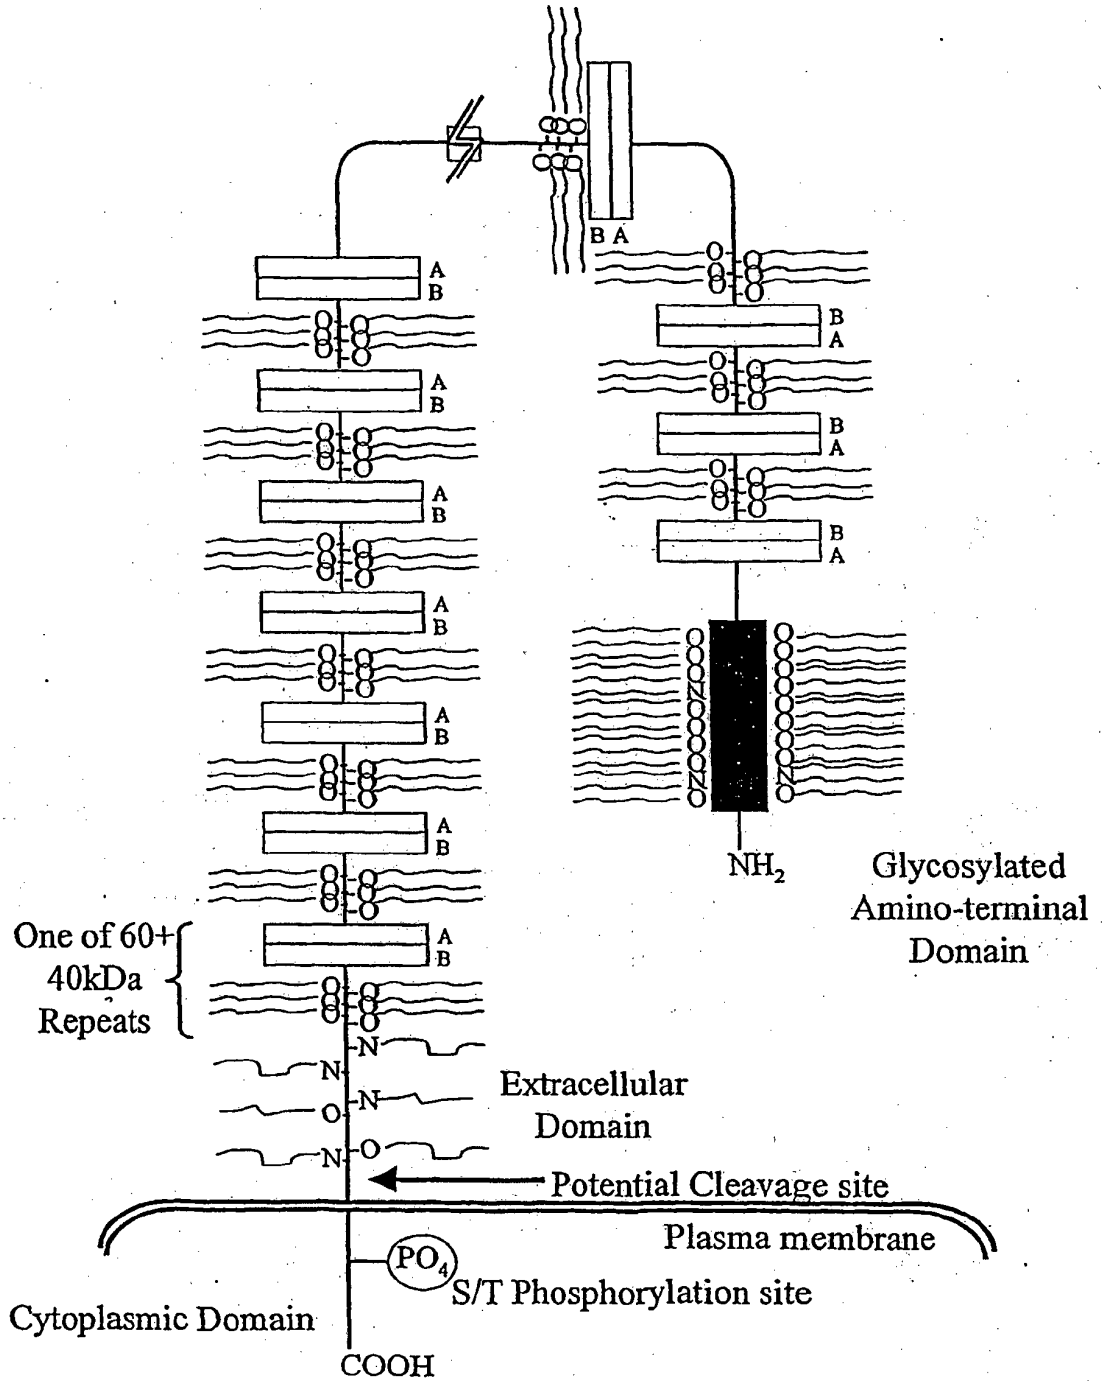 B A
A
B
B
A
A
B
B
A
A
B
B
A
A
B
A
B
A
B
NH₂
Glycosylated
Amino-terminal
Domain
One of 60+
40kDa
Repeats
A
B
O
O
O
O
O
O
N
N
N
O
O
N
Extracellular
Domain
Potential Cleavage site
Plasma membrane
PO₄
S/T Phosphorylation site
Cytoplasmic Domain
COOH